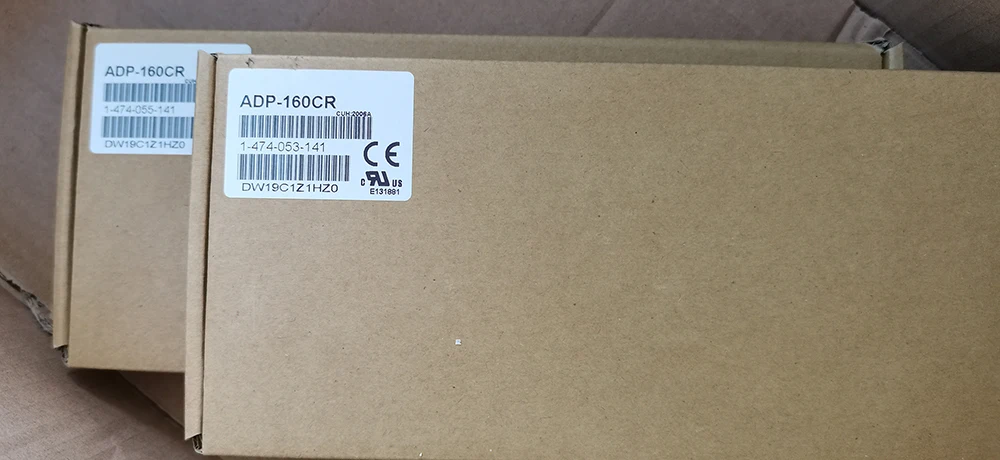 ADP-160CR
1-474-055-141
DW19C1Z1HZ0
ADP-160CR
CUH:2006A
1-474-053-141
DW19C1Z1HZ0
CE
c RU US
E131881